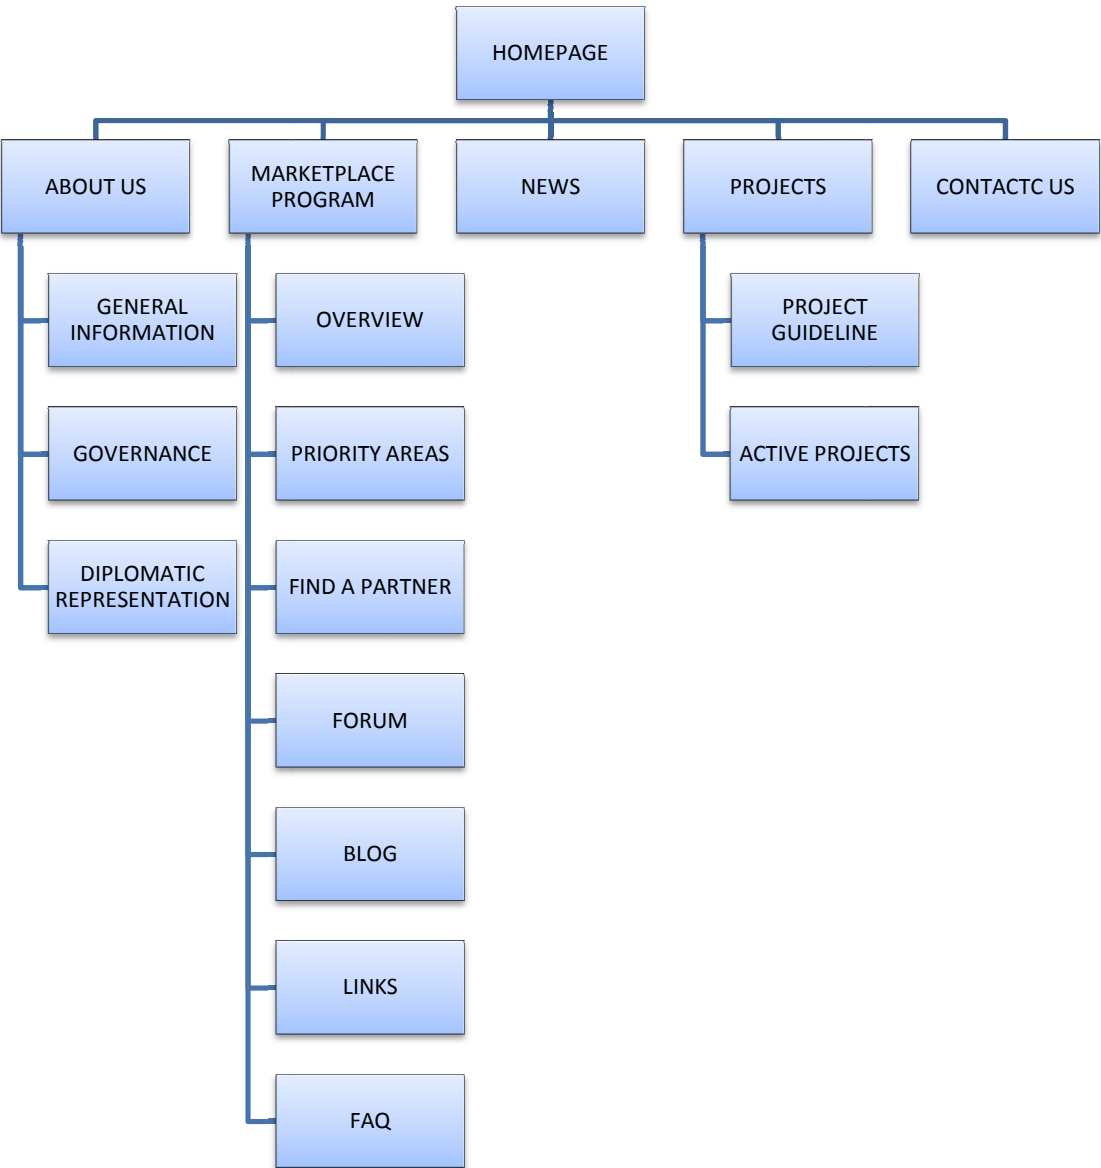 HOMEPAGE
ABOUT US
MARKETPLACE
PROGRAM
NEWS
PROJECTS
CONTACTC US
GENERAL
INFORMATION
GOVERNANCE
DIPLOMATIC
REPRESENTATION
OVERVIEW
PRIORITY AREAS
FIND A PARTNER
FORUM
BLOG
LINKS
FAQ
PROJECT
GUIDELINE
ACTIVE PROJECTS